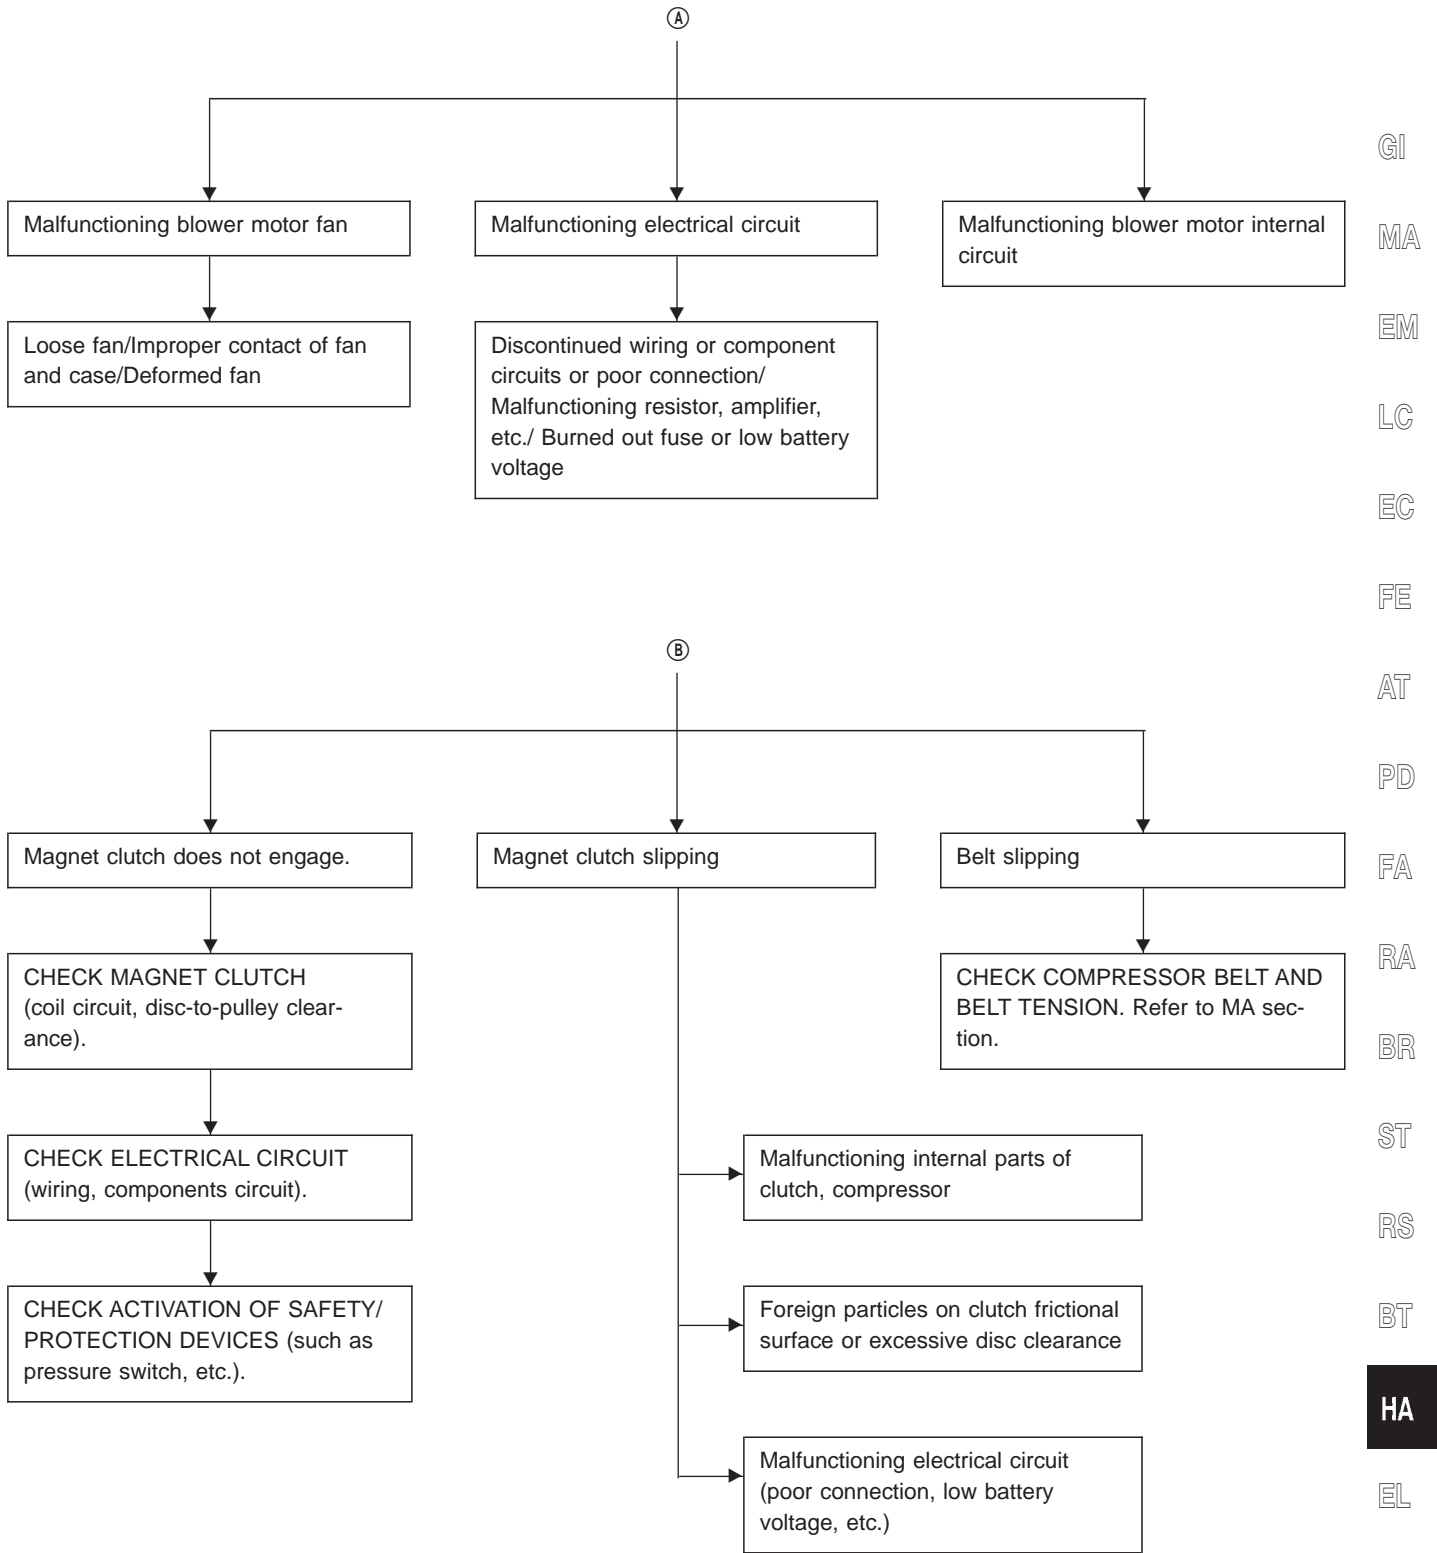 A
Malfunctioning blower motor fan
Malfunctioning electrical circuit
Malfunctioning blower motor internal
circuit
Loose fan/Improper contact of fan
and case/Deformed fan
Discontinued wiring or component
circuits or poor connection/
Malfunctioning resistor, amplifier,
etc./ Burned out fuse or low battery
voltage
B
Magnet clutch does not engage.
Magnet clutch slipping
Belt slipping
CHECK MAGNET CLUTCH
(coil circuit, disc-to-pulley clear-
ance).
CHECK COMPRESSOR BELT AND
BELT TENSION. Refer to MA sec-
tion.
CHECK ELECTRICAL CIRCUIT
(wiring, components circuit).
Malfunctioning internal parts of
clutch, compressor
CHECK ACTIVATION OF SAFETY/
PROTECTION DEVICES (such as
pressure switch, etc.).
Foreign particles on clutch frictional
surface or excessive disc clearance
Malfunctioning electrical circuit
(poor connection, low battery
voltage, etc.)
GI
MA
EM
LC
EC
FE
AT
PD
FA
RA
BR
ST
RS
BT
HA
EL